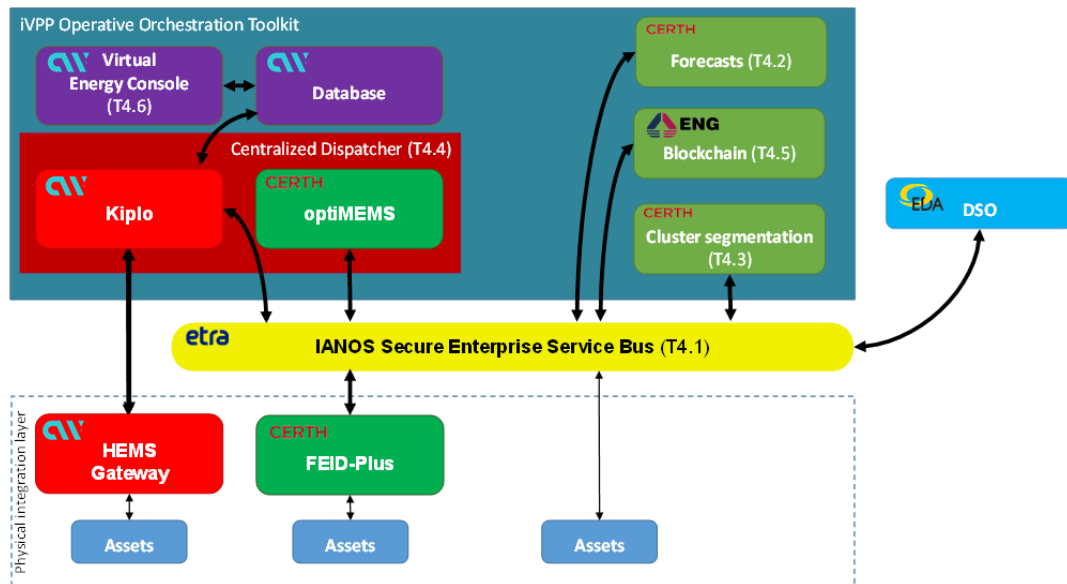 iVPP Operative Orchestration Toolkit
Virtual
Energy Console
(T4.6)
Database
CERTH
Forecasts (T4.2)
ENG
Blockchain (T4.5)
Centralized Dispatcher (T4.4)
Kiplo
CERTH
optiMEMS
CERTH
Cluster segmentation
(T4.3)
EDA
DSO
etra
IANOS Secure Enterprise Service Bus (T4.1)
Physical integration layer
HEMS
Gateway
CERTH
FEID-Plus
Assets
Assets
Assets